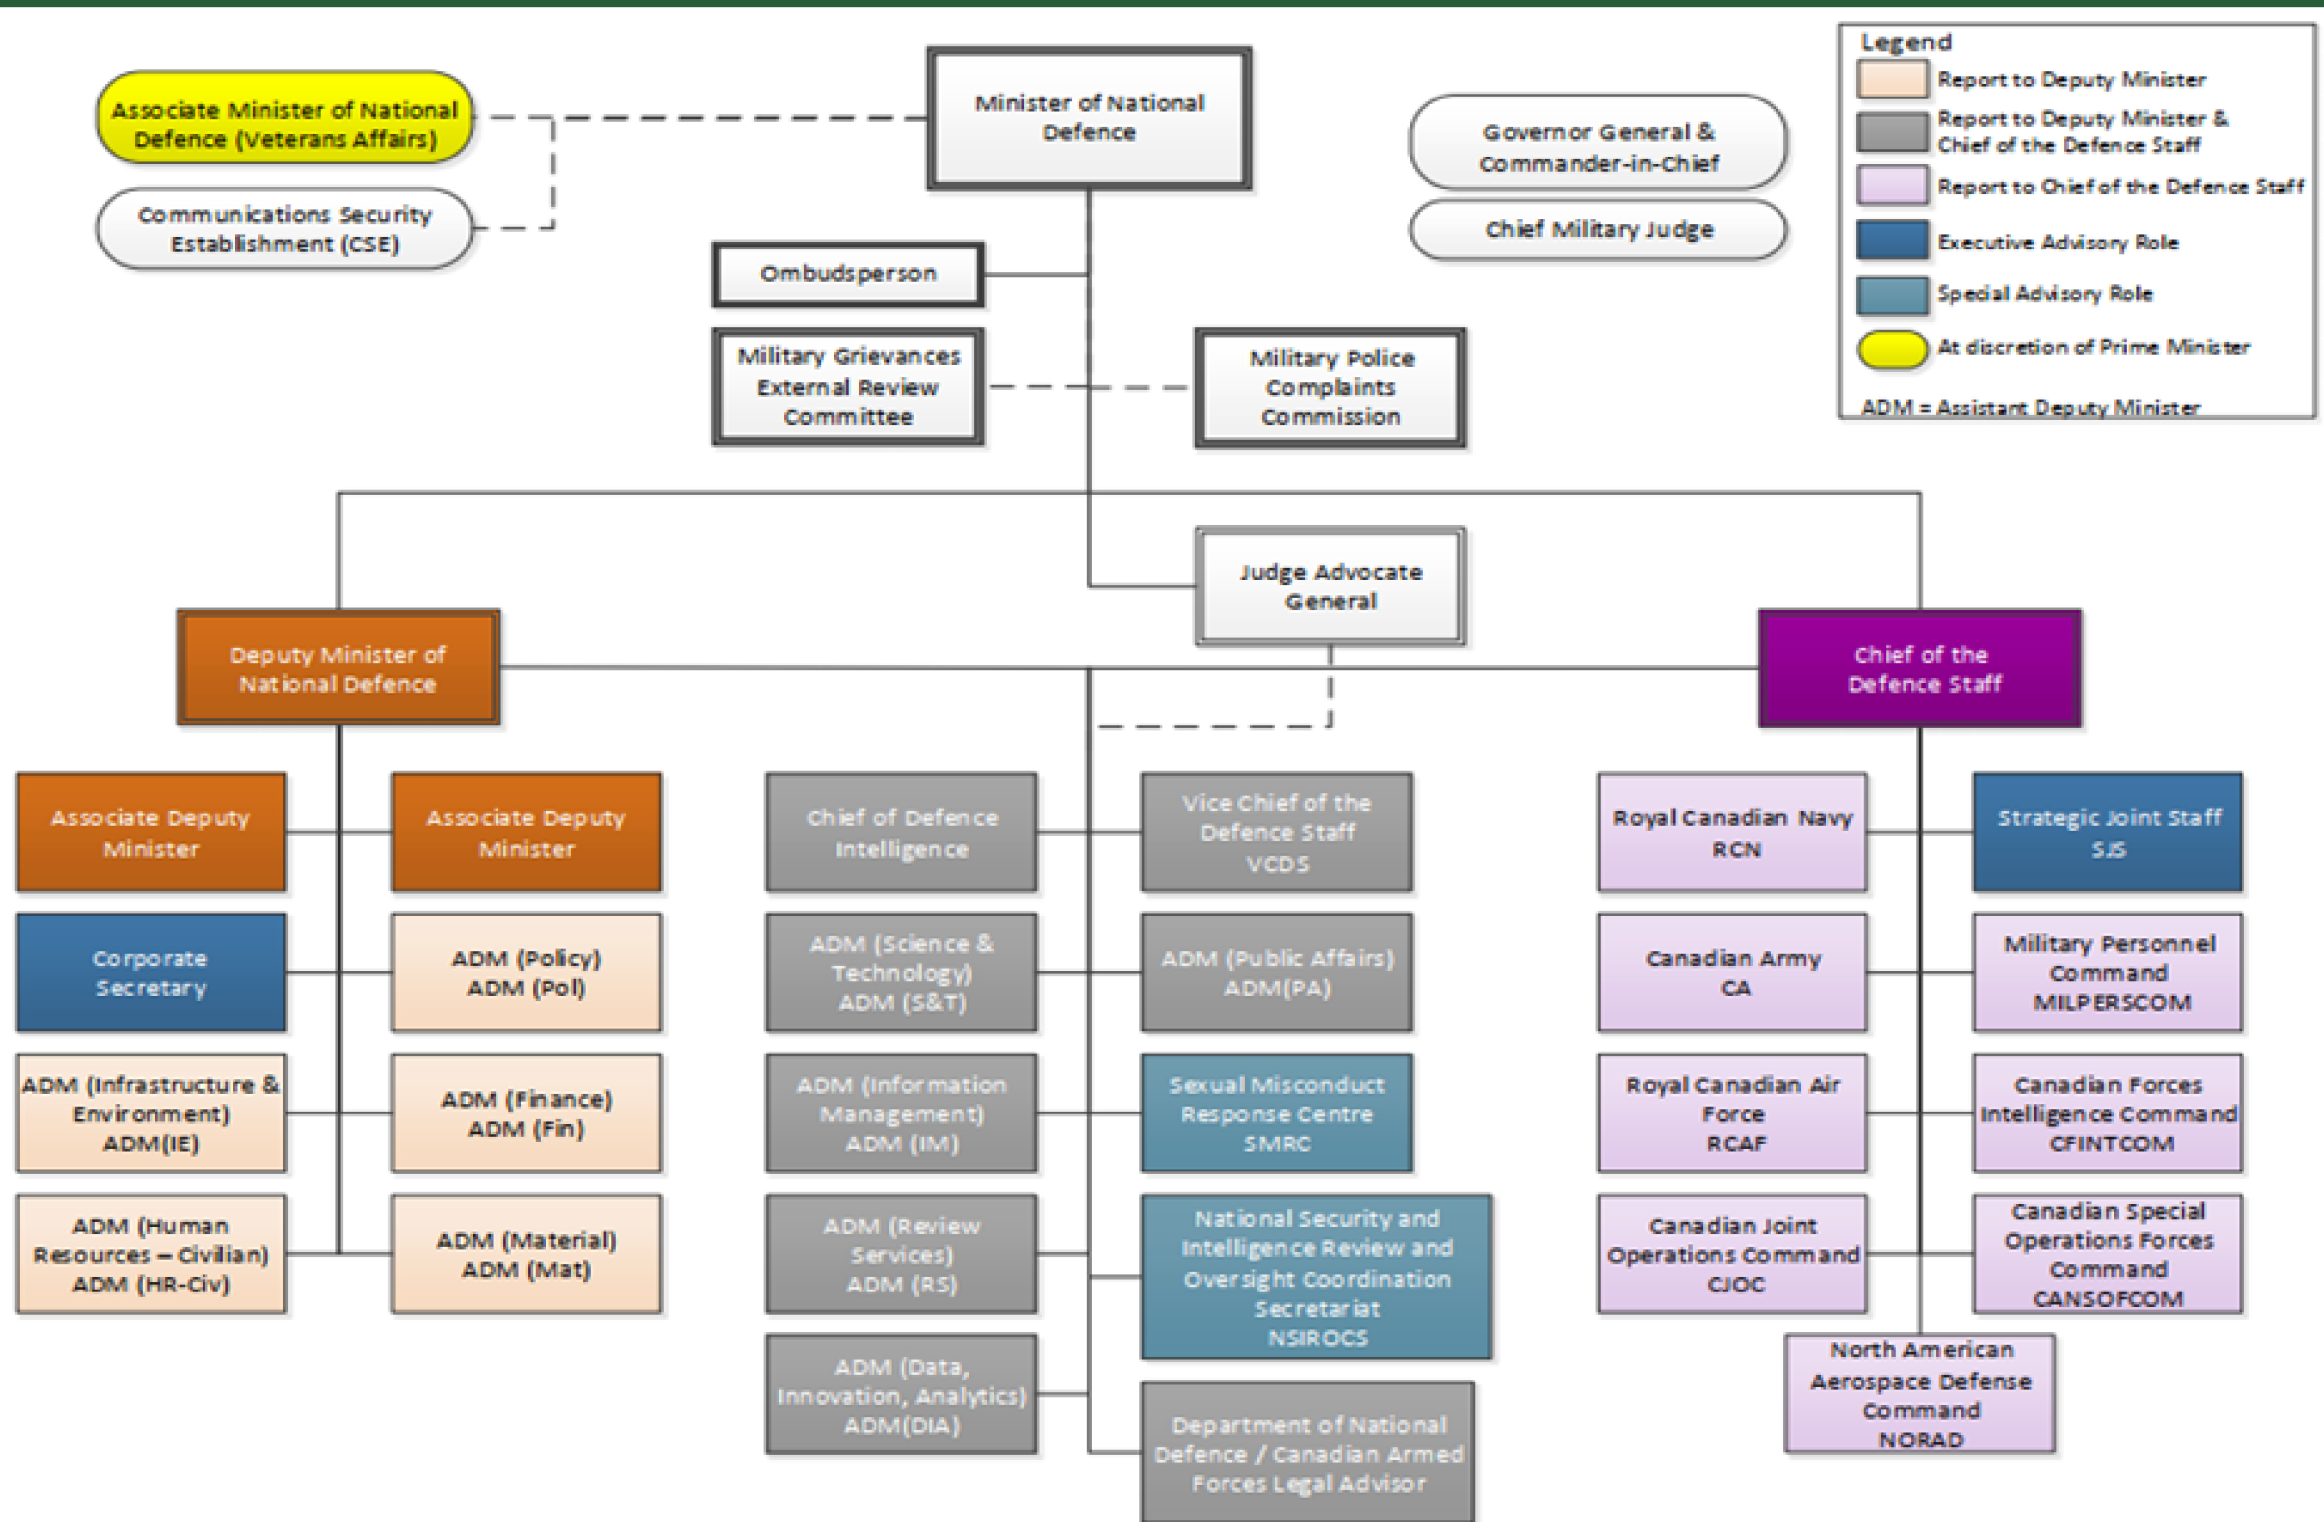 Associate Minister of National
Defence (Veterans Affairs)
Communications Security
Establishment (CSE)
Minister of National
Defence
Governor General &
Commander-in-Chief
Chief Military Judge
Legend
Report to Deputy Minister
Report to Deputy Minister &
Chief of the Defence Staff
Report to Chief of the Defence Staff
Executive Advisory Role
Special Advisory Role
At discretion of Prime Minister
ADM = Assistant Deputy Minister
Ombudsperson
Military Grievances
External Review
Committee
Military Police
Complaints
Commission
Judge Advocate
General
Deputy Minister of
National Defence
Chief of the
Defence Staff
Associate Deputy
Minister
Associate Deputy
Minister
Corporate
Secretary
ADM (Policy)
ADM (Pol)
ADM (Infrastructure &
Environment)
ADM(IE)
ADM (Finance)
ADM (Fin)
ADM (Human
Resources – Civilian)
ADM (HR-Civ)
ADM (Material)
ADM (Mat)
Chief of Defence
Intelligence
Vice Chief of the
Defence Staff
VCDS
ADM (Science &
Technology)
ADM (S&T)
ADM (Public Affairs)
ADM(PA)
ADM (Information
Management)
ADM (IM)
Sexual Misconduct
Response Centre
SMRC
ADM (Review
Services)
ADM (RS)
National Security and
Intelligence Review and
Oversight Coordination
Secretariat
NSIROCS
ADM (Data,
Innovation, Analytics)
ADM(DIA)
Department of National
Defence / Canadian Armed
Forces Legal Advisor
Royal Canadian Navy
RCN
Strategic Joint Staff
SJS
Canadian Army
CA
Military Personnel
Command
MILPERSCOM
Royal Canadian Air
Force
RCAF
Canadian Forces
Intelligence Command
CFINTCOM
Canadian Joint
Operations Command
CJOC
Canadian Special
Operations Forces
Command
CANSOFCOM
North American
Aerospace Defense
Command
NORAD